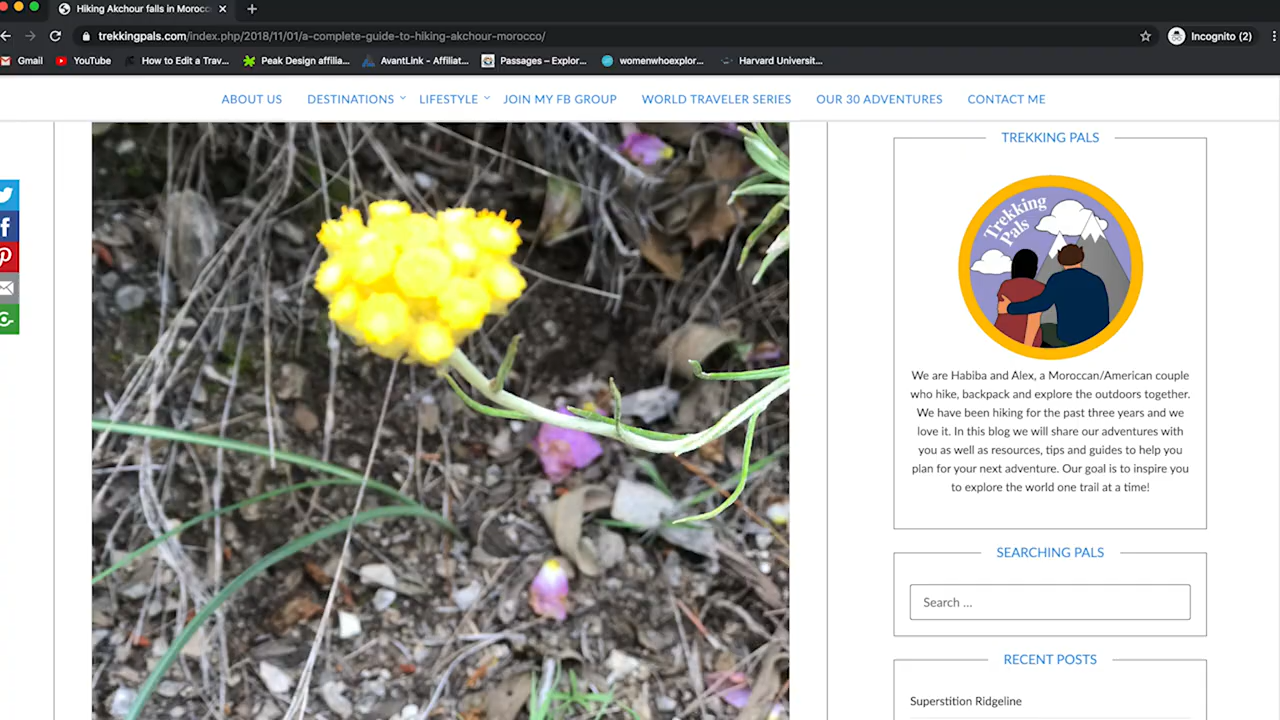 Hiking Akchour falls in Morocc
trekkingpals.com/index.php/2018/11/01/a-complete-guide-to-hiking-akchour-morocco/
Incognito (2)
Gmail YouTube How to Edit a Trav... Peak Design affilia... AvantLink - Affiliat... Passages – Explor... womenwhoexplor... Harvard Universit...
ABOUT US DESTINATIONS LIFESTYLE JOIN MY FB GROUP WORLD TRAVELER SERIES OUR 30 ADVENTURES CONTACT ME
TREKKING PALS
Trekking
Pals
We are Habiba and Alex, a Moroccan/American couple
who hike, backpack and explore the outdoors together.
We have been hiking for the past three years and we
love it. In this blog we will share our adventures with
you as well as resources, tips and guides to help you
plan for your next adventure. Our goal is to inspire you
to explore the world one trail at a time!
SEARCHING PALS
Search ...
RECENT POSTS
Superstition Ridgeline